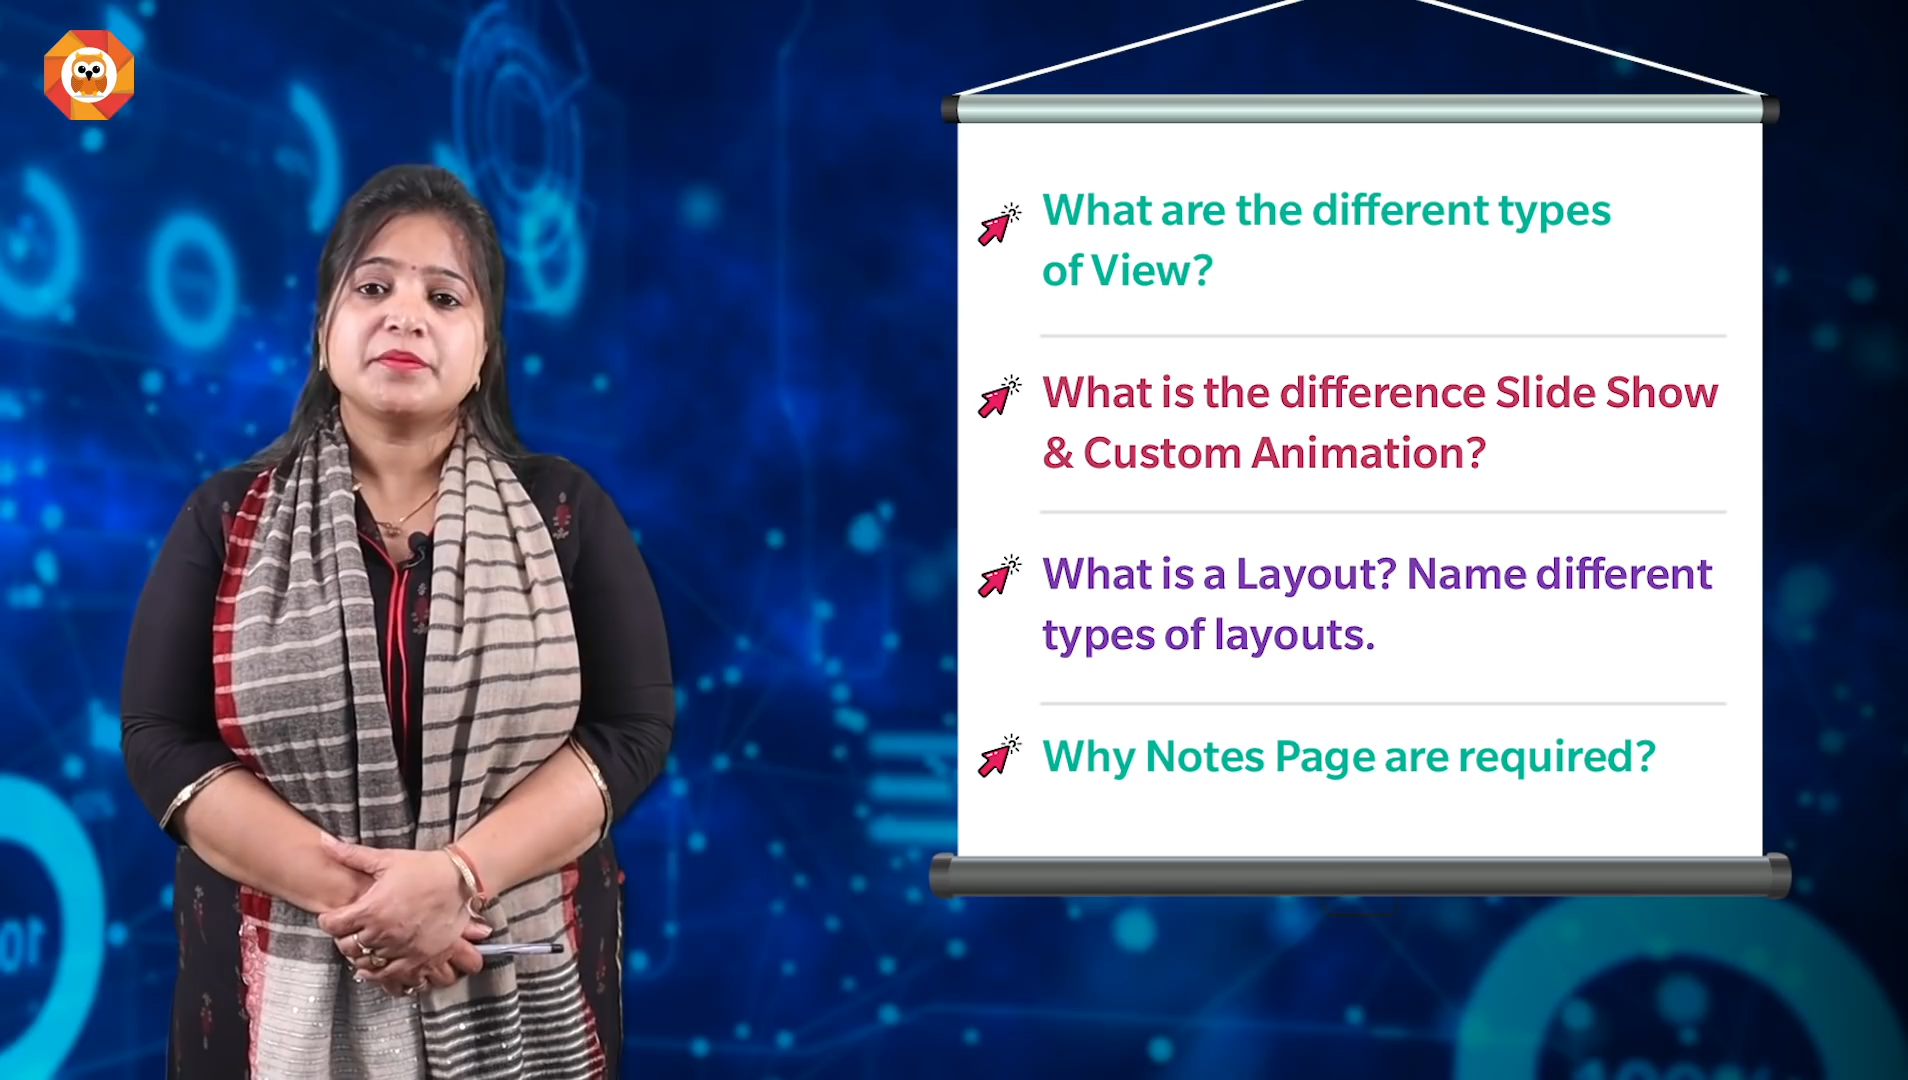 What are the different types
of View?
What is the difference Slide Show
& Custom Animation?
What is a Layout? Name different
types of layouts.
Why Notes Page are required?